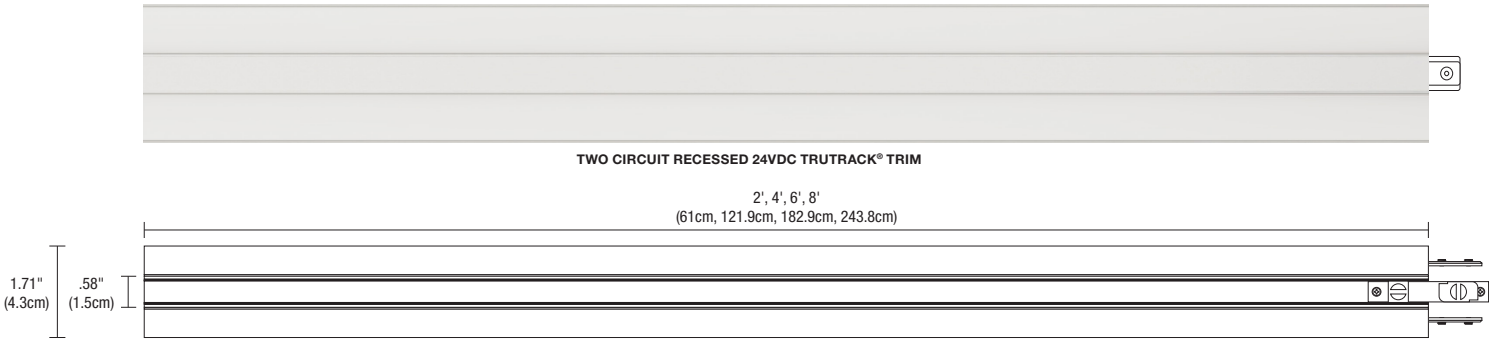 TWO CIRCUIT RECESSED 24VDC TRUTRACK® TRIM
2', 4', 6', 8'
(61cm, 121.9cm, 182.9cm, 243.8cm)
1.71"
(4.3cm)
.58"
(1.5cm)